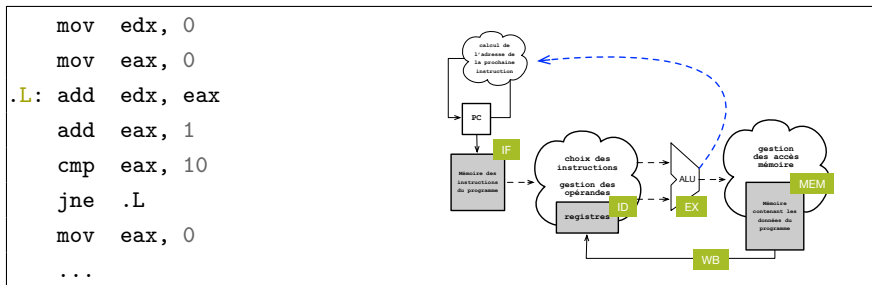 mov edx, 0
mov eax, 0
.L: add edx, eax
add eax, 1
cmp eax, 10
jne .L
mov eax, 0
...
calcul de
l'adresse de
la prochaine
instruction
PC
IF
Mémoire des
instructions
du programme
choix des
instructions
gestion des
opérandes
registres
ID
ALU
EX
gestion
des accès
mémoire
MEM
Mémoire
contenant les
données du
programme
WB